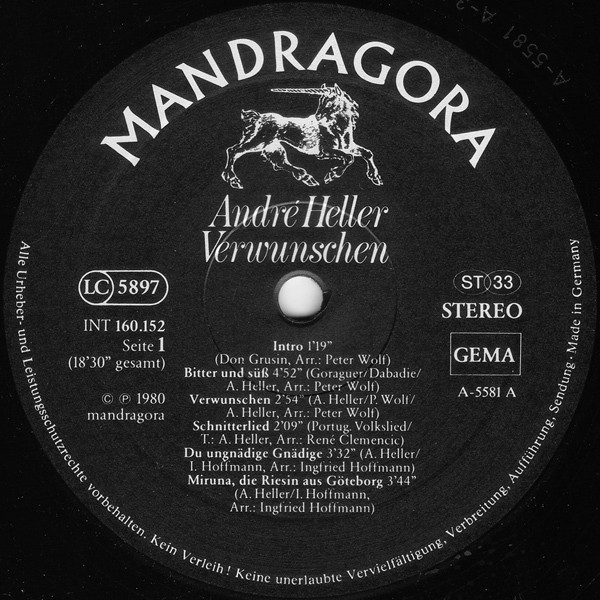 A-5581 A-
MANDRAGORA
André Heller
Verwunschen
LC 5897
INT 160.152
Seite 1
(18'30" gesamt)
© ℗ 1980
mandragora
ST 33
STEREO
GEMA
A-5581 A
Intro 1'19"
(Don Grusin, Arr.: Peter Wolf)
Bitter und süß 4'52" (Goraguer/Dabadie/
A. Heller, Arr.: Peter Wolf)
Verwunschen 2'54" (A. Heller/P. Wolf/
A. Heller, Arr.: Peter Wolf)
Schnitterlied 2'09" (Portug. Volkslied/
T.: A. Heller, Arr.: René Clemencic)
Du ungnädige Gnädige 3'32" (A. Heller/
I. Hoffmann, Arr.: Ingfried Hoffmann)
Miruna, die Riesin aus Göteborg 3'44"
(A. Heller/I. Hoffmann,
Arr.: Ingfried Hoffmann)
Alle Urheber- und Leistungsschutzrechte vorbehalten. Kein Verleih! Keine unerlaubte Vervielfältigung, Verbreitung, Aufführung, Sendung. Made in Germany